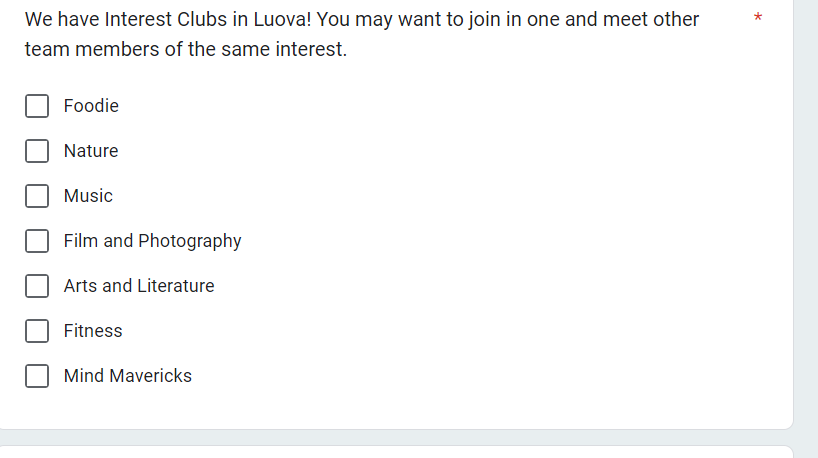 We have Interest Clubs in Luova! You may want to join in one and meet other *
team members of the same interest.
Foodie
Nature
Music
Film and Photography
Arts and Literature
Fitness
Mind Mavericks